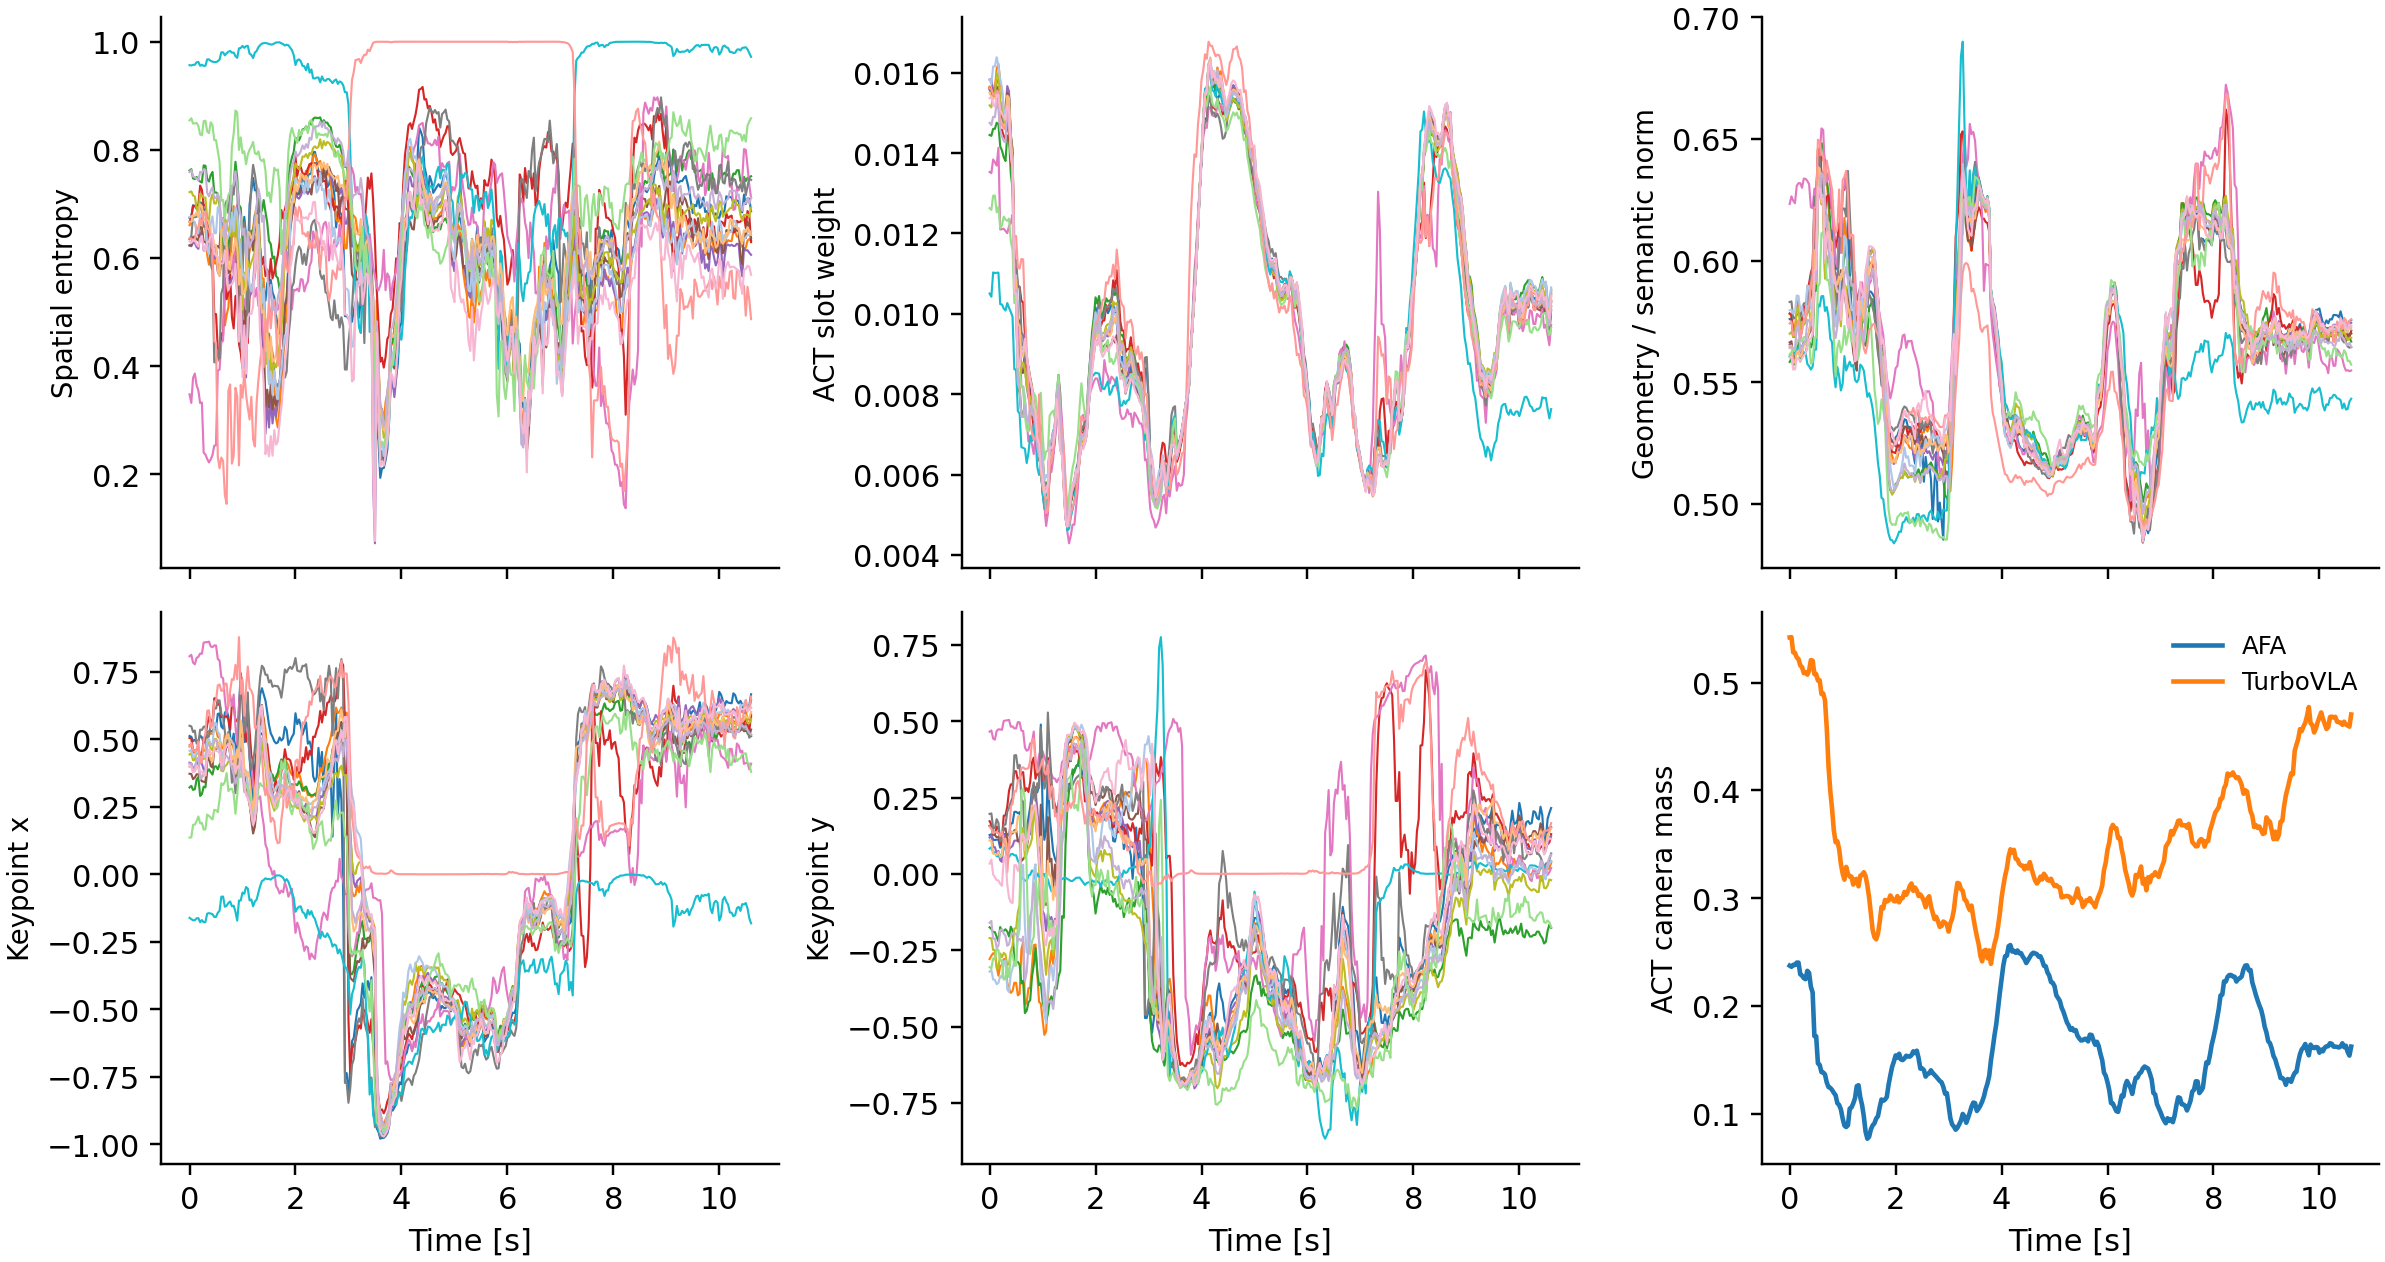 Spatial entropy
1.0
0.8
0.6
0.4
0.2
ACT slot weight
0.016
0.014
0.012
0.010
0.008
0.006
0.004
Geometry / semantic norm
0.70
0.65
0.60
0.55
0.50
Keypoint x
0.75
0.50
0.25
0.00
−0.25
−0.50
−0.75
−1.00
0 2 4 6 8 10
Time [s]
Keypoint y
0.75
0.50
0.25
0.00
−0.25
−0.50
−0.75
0 2 4 6 8 10
Time [s]
ACT camera mass
0.5
0.4
0.3
0.2
0.1
AFA
TurboVLA
0 2 4 6 8 10
Time [s]